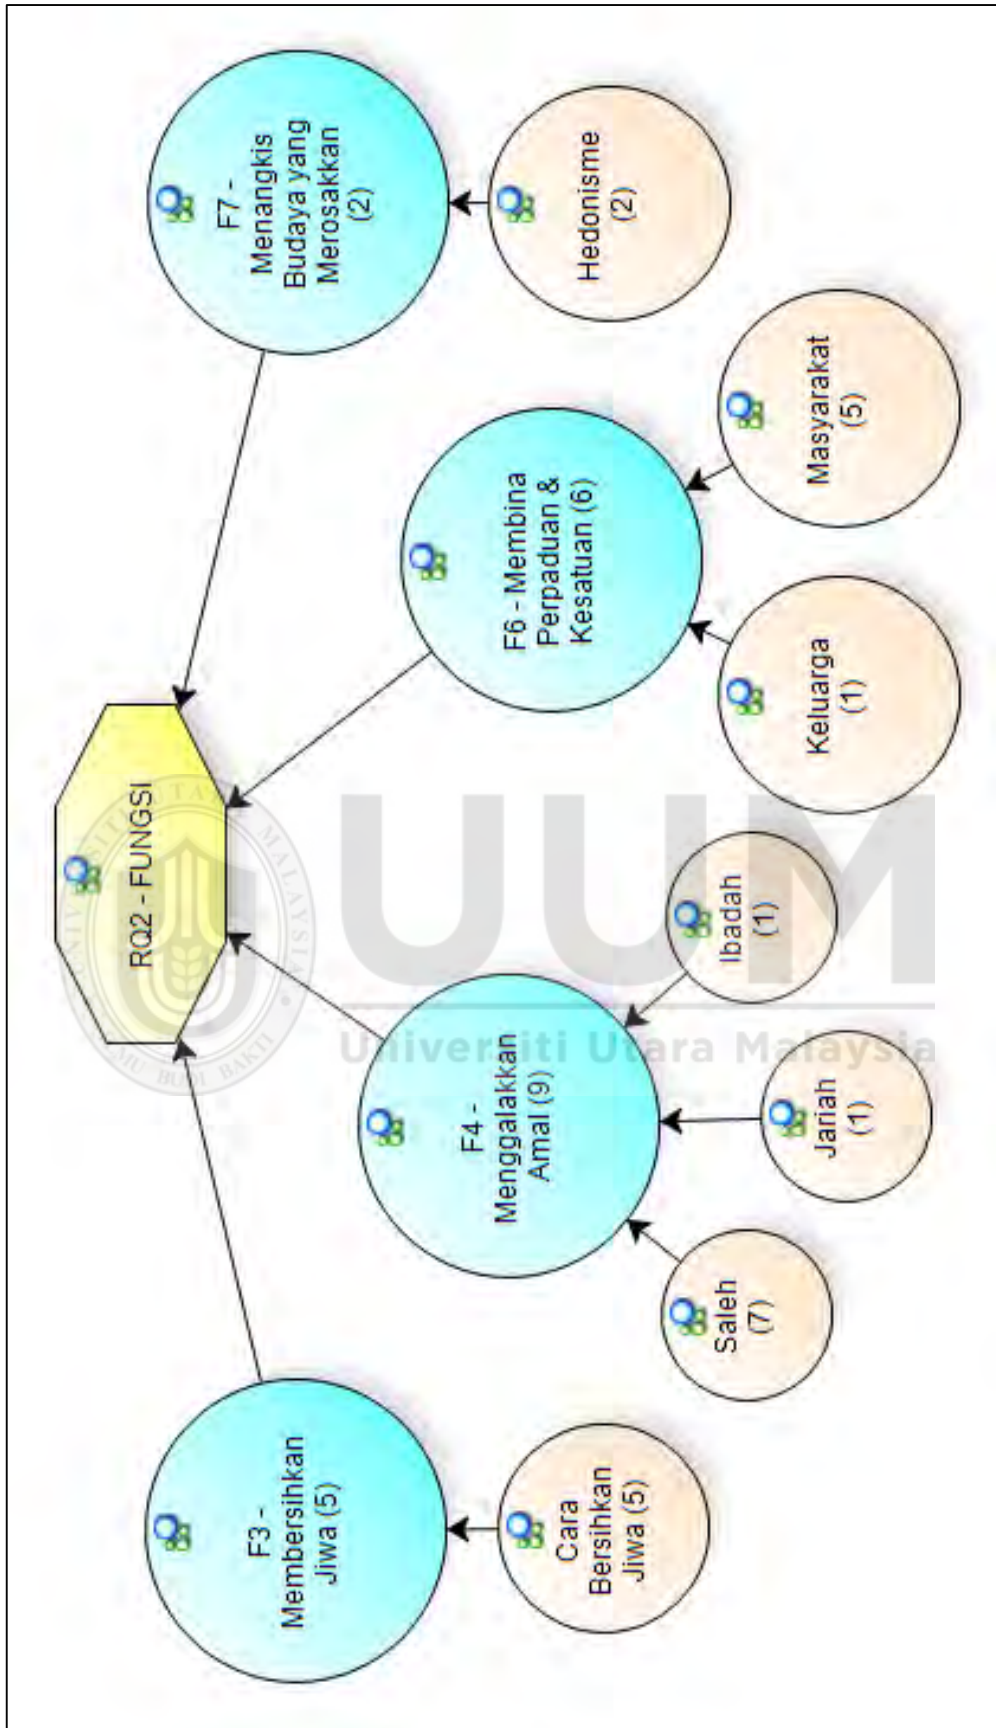 RQ2 - FUNGSI
F3 -
Membersihkan
Jiwa (5)
F4 -
Menggalakkan
Amal (9)
F6 - Membina
Perpaduan &
Kesatuan (6)
F7 -
Menangkis
Budaya yang
Merosakkan
(2)
Cara
Bersihkan
Jiwa (5)
Saleh
(7)
Jariah
(1)
Ibadah
(1)
Keluarga
(1)
Masyarakat
(5)
Hedonisme
(2)
UUM
Universiti Utara Malaysia